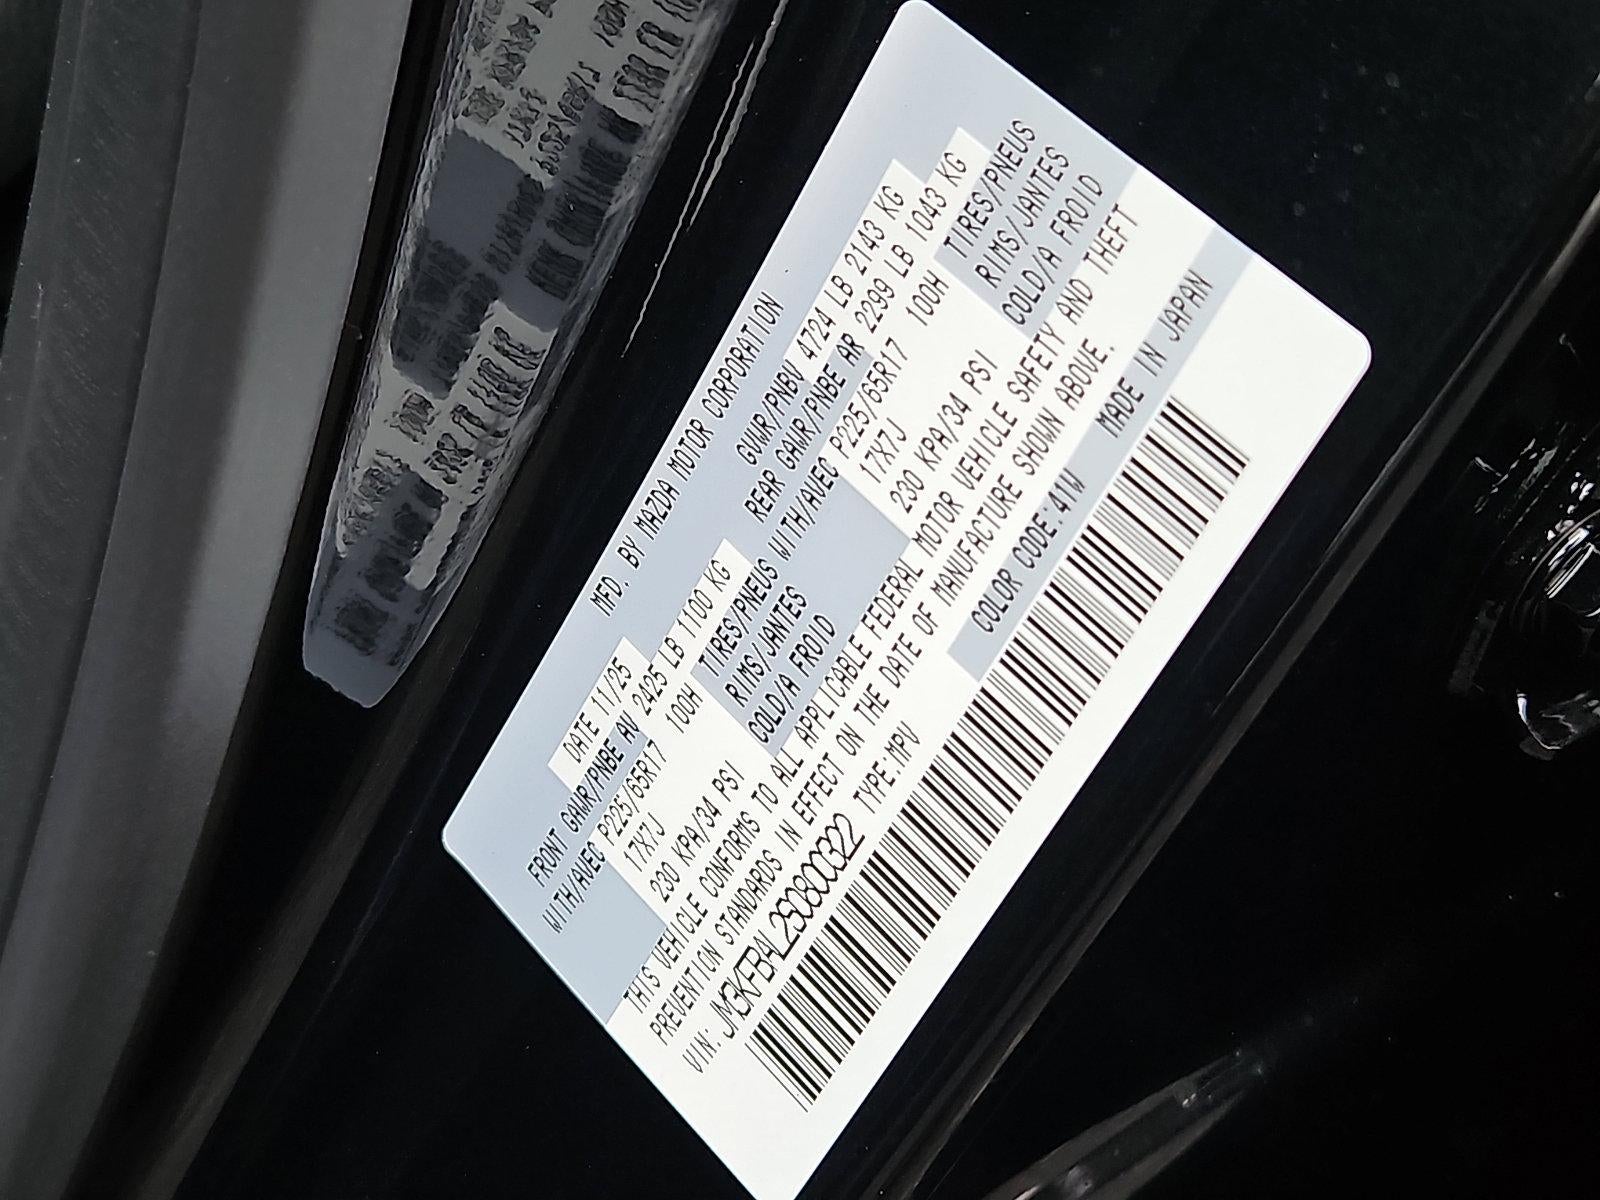 MFD. BY MAZDA MOTOR CORPORATION
DATE 11/25 GVWR/PNBV 4724 LB 2143 KG
FRONT GAWR/PNBE AV 2425 LB 1100 KG REAR GAWR/PNBE AR 2299 LB 1043 KG
WITH/AVEC P225/65R17 100H TIRES/PNEUS WITH/AVEC P225/65R17 100H TIRES/PNEUS
17X7J RIMS/JANTES 17X7J RIMS/JANTES
230 KPA/34 PSI COLD/A FROID 230 KPA/34 PSI COLD/A FROID
THIS VEHICLE CONFORMS TO ALL APPLICABLE FEDERAL MOTOR VEHICLE SAFETY AND THEFT
PREVENTION STANDARDS IN EFFECT ON THE DATE OF MANUFACTURE SHOWN ABOVE.
VIN: JM3KFBAL2S0800322 TYPE:MPV COLOR CODE:41W MADE IN JAPAN